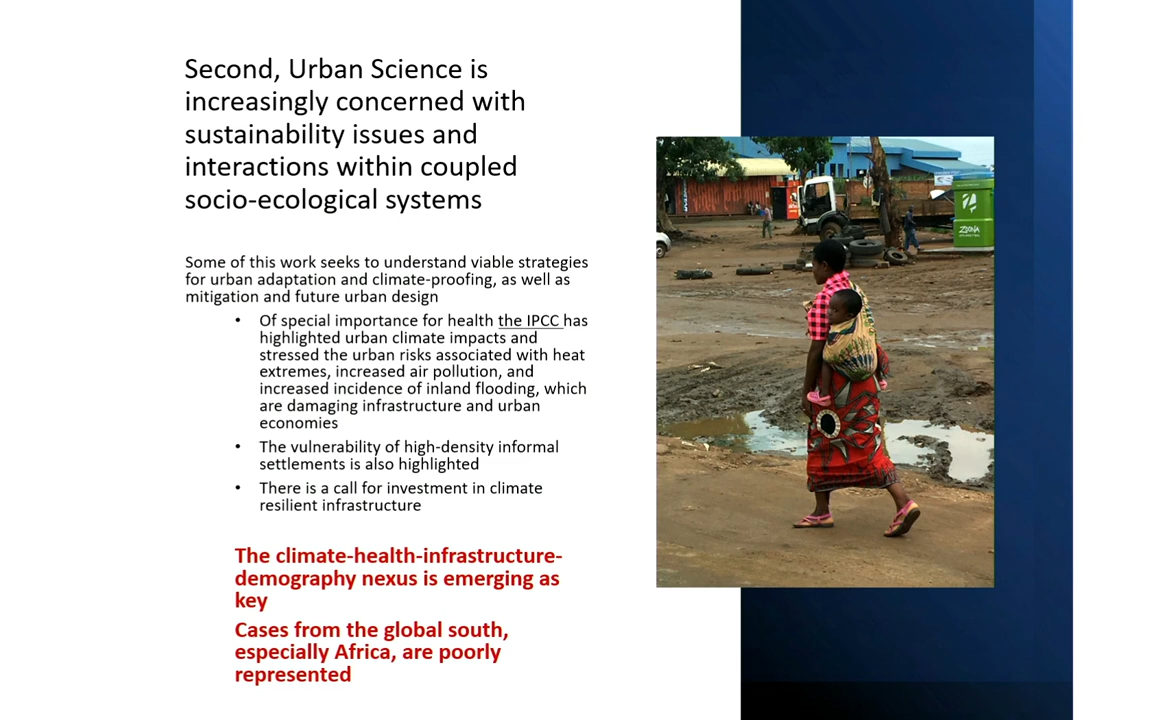 Second, Urban Science is
increasingly concerned with
sustainability issues and
interactions within coupled
socio-ecological systems
Some of this work seeks to understand viable strategies
for urban adaptation and climate-proofing, as well as
mitigation and future urban design
• Of special importance for health the IPCC has
highlighted urban climate impacts and
stressed the urban risks associated with heat
extremes, increased air pollution, and
increased incidence of inland flooding, which
are damaging infrastructure and urban
economies
• The vulnerability of high-density informal
settlements is also highlighted
• There is a call for investment in climate
resilient infrastructure
The climate-health-infrastructure-
demography nexus is emerging as
key
Cases from the global south,
especially Africa, are poorly
represented
ZOONA